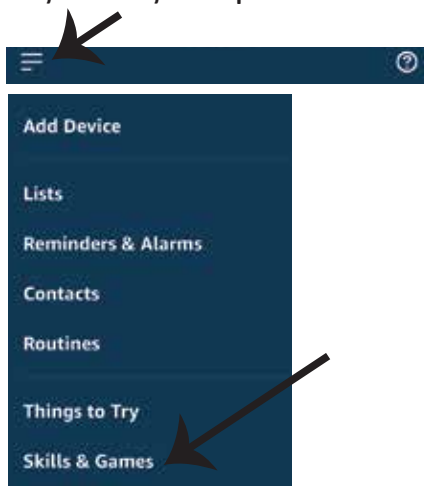 Add Device
Lists
Reminders & Alarms
Contacts
Routines
Things to Try
Skills & Games